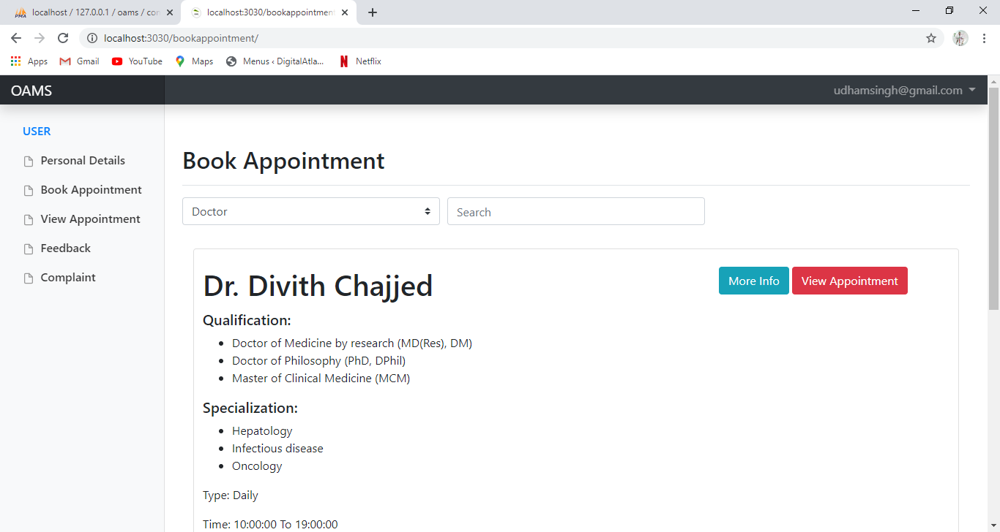 localhost / 127.0.0.1 / oams / con
localhost:3030/bookappointment
localhost:3030/bookappointment/
Apps
Gmail
YouTube
Maps
Menus ‹ DigitalAtla...
Netflix
OAMS
udhamsingh@gmail.com
USER
Personal Details
Book Appointment
View Appointment
Feedback
Complaint
Book Appointment
Doctor
Search
Dr. Divith Chajjed
More Info
View Appointment
Qualification:
Doctor of Medicine by research (MD(Res), DM)
Doctor of Philosophy (PhD, DPhil)
Master of Clinical Medicine (MCM)
Specialization:
Hepatology
Infectious disease
Oncology
Type: Daily
Time: 10:00:00 To 19:00:00